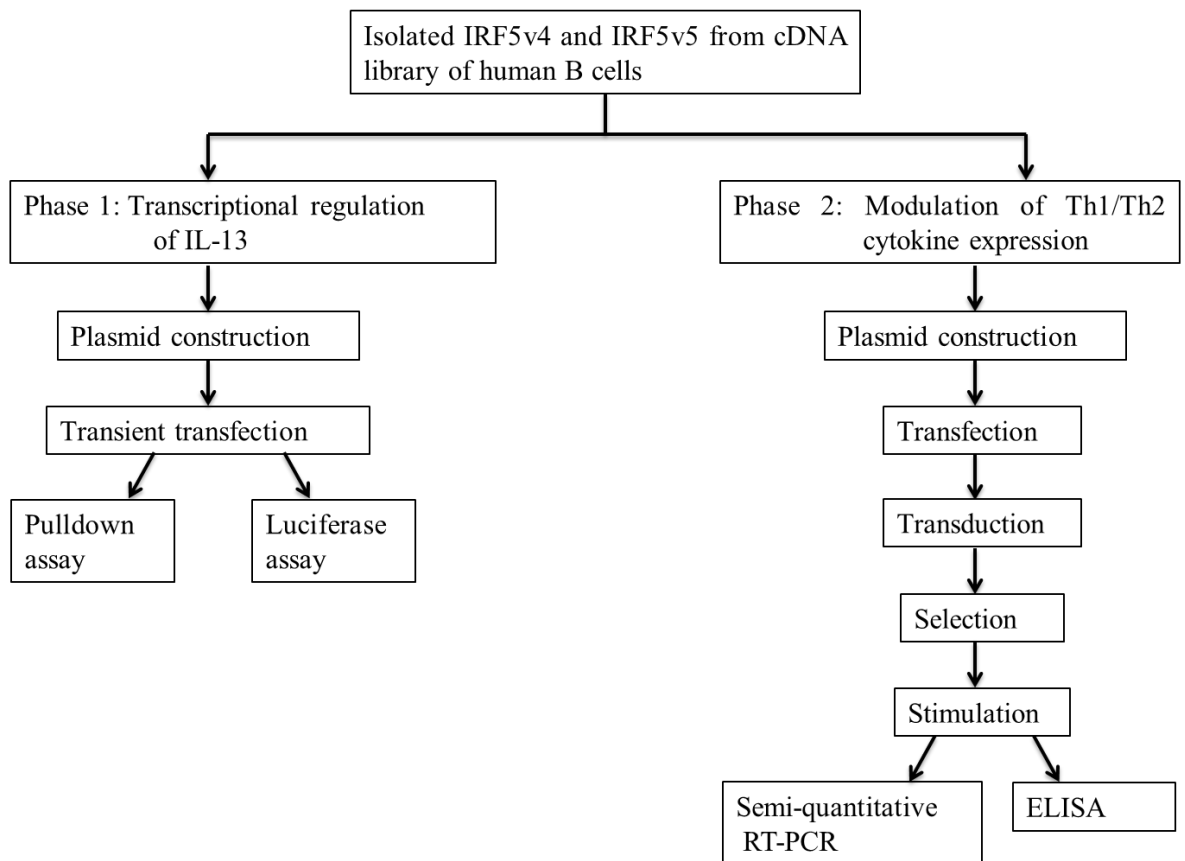 Isolated IRF5v4 and IRF5v5 from cDNA
library of human B cells
Phase 1: Transcriptional regulation
of IL-13
Plasmid construction
Transient transfection
Pulldown
assay
Luciferase
assay
Phase 2: Modulation of Th1/Th2
cytokine expression
Plasmid construction
Transfection
Transduction
Selection
Stimulation
Semi-quantitative
RT-PCR
ELISA